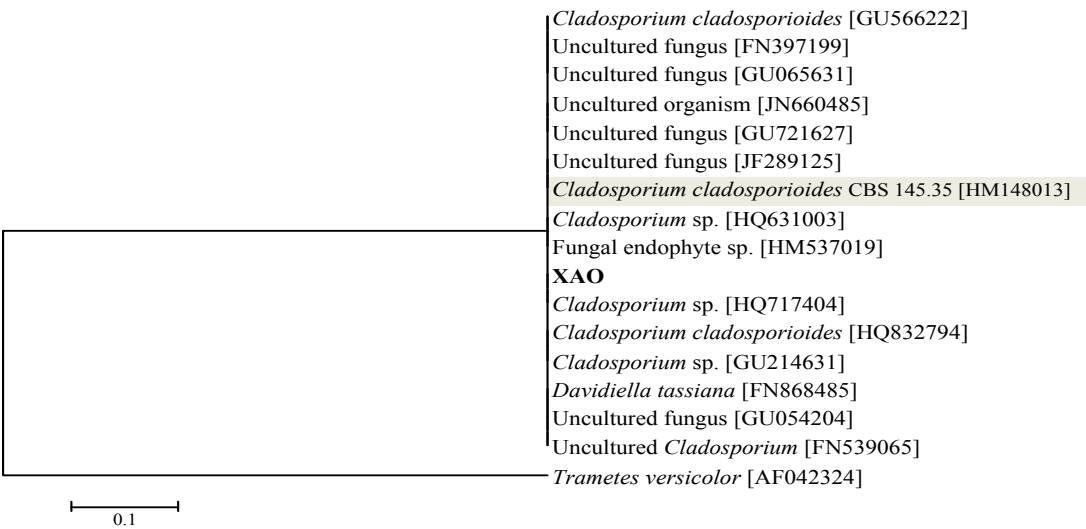 Cladosporium cladosporioides [GU566222]
Uncultured fungus [FN397199]
Uncultured fungus [GU065631]
Uncultured organism [JN660485]
Uncultured fungus [GU721627]
Uncultured fungus [JF289125]
Cladosporium cladosporioides CBS 145.35 [HM148013]
Cladosporium sp. [HQ631003]
Fungal endophyte sp. [HM537019]
XAO
Cladosporium sp. [HQ717404]
Cladosporium cladosporioides [HQ832794]
Cladosporium sp. [GU214631]
Davidiella tassiana [FN868485]
Uncultured fungus [GU054204]
Uncultured Cladosporium [FN539065]
Trametes versicolor [AF042324]
0.1